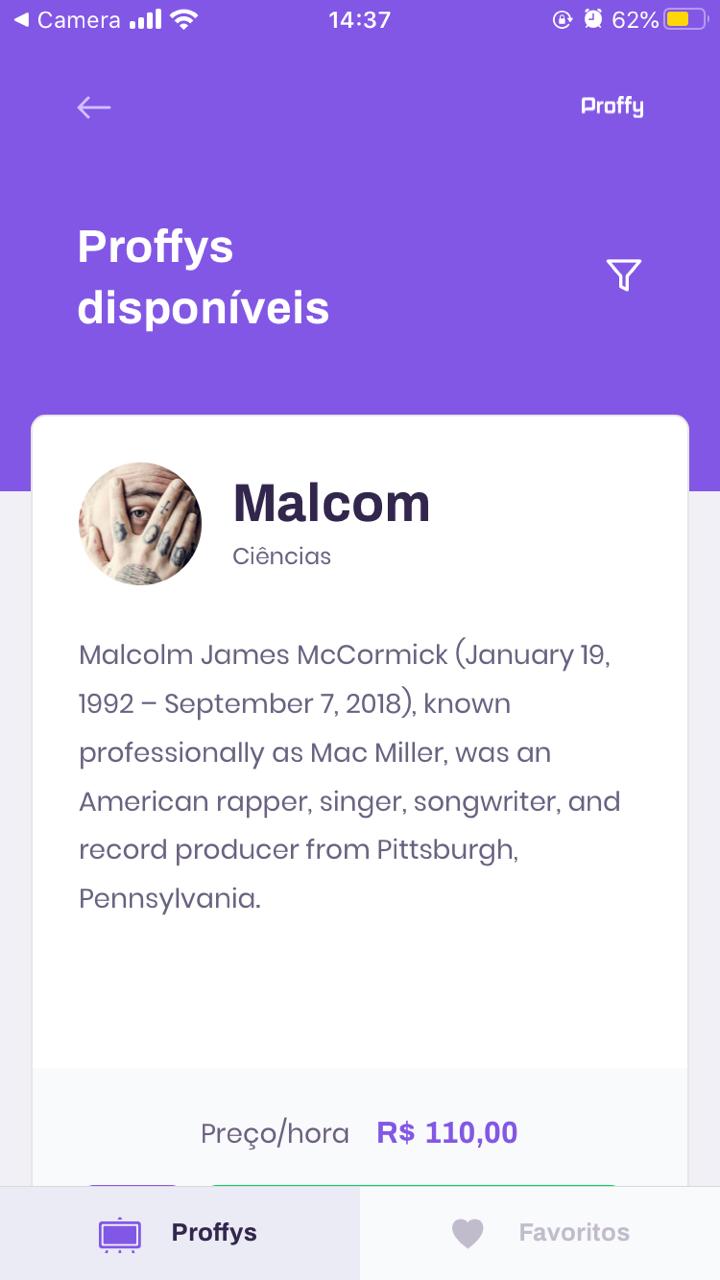 Camera 14:37 62%
Proffy
Proffys
disponíveis
Malcom
Ciências
Malcolm James McCormick (January 19,
1992 – September 7, 2018), known
professionally as Mac Miller, was an
American rapper, singer, songwriter, and
record producer from Pittsburgh,
Pennsylvania.
Preço/hora R$ 110,00
Proffys Favoritos